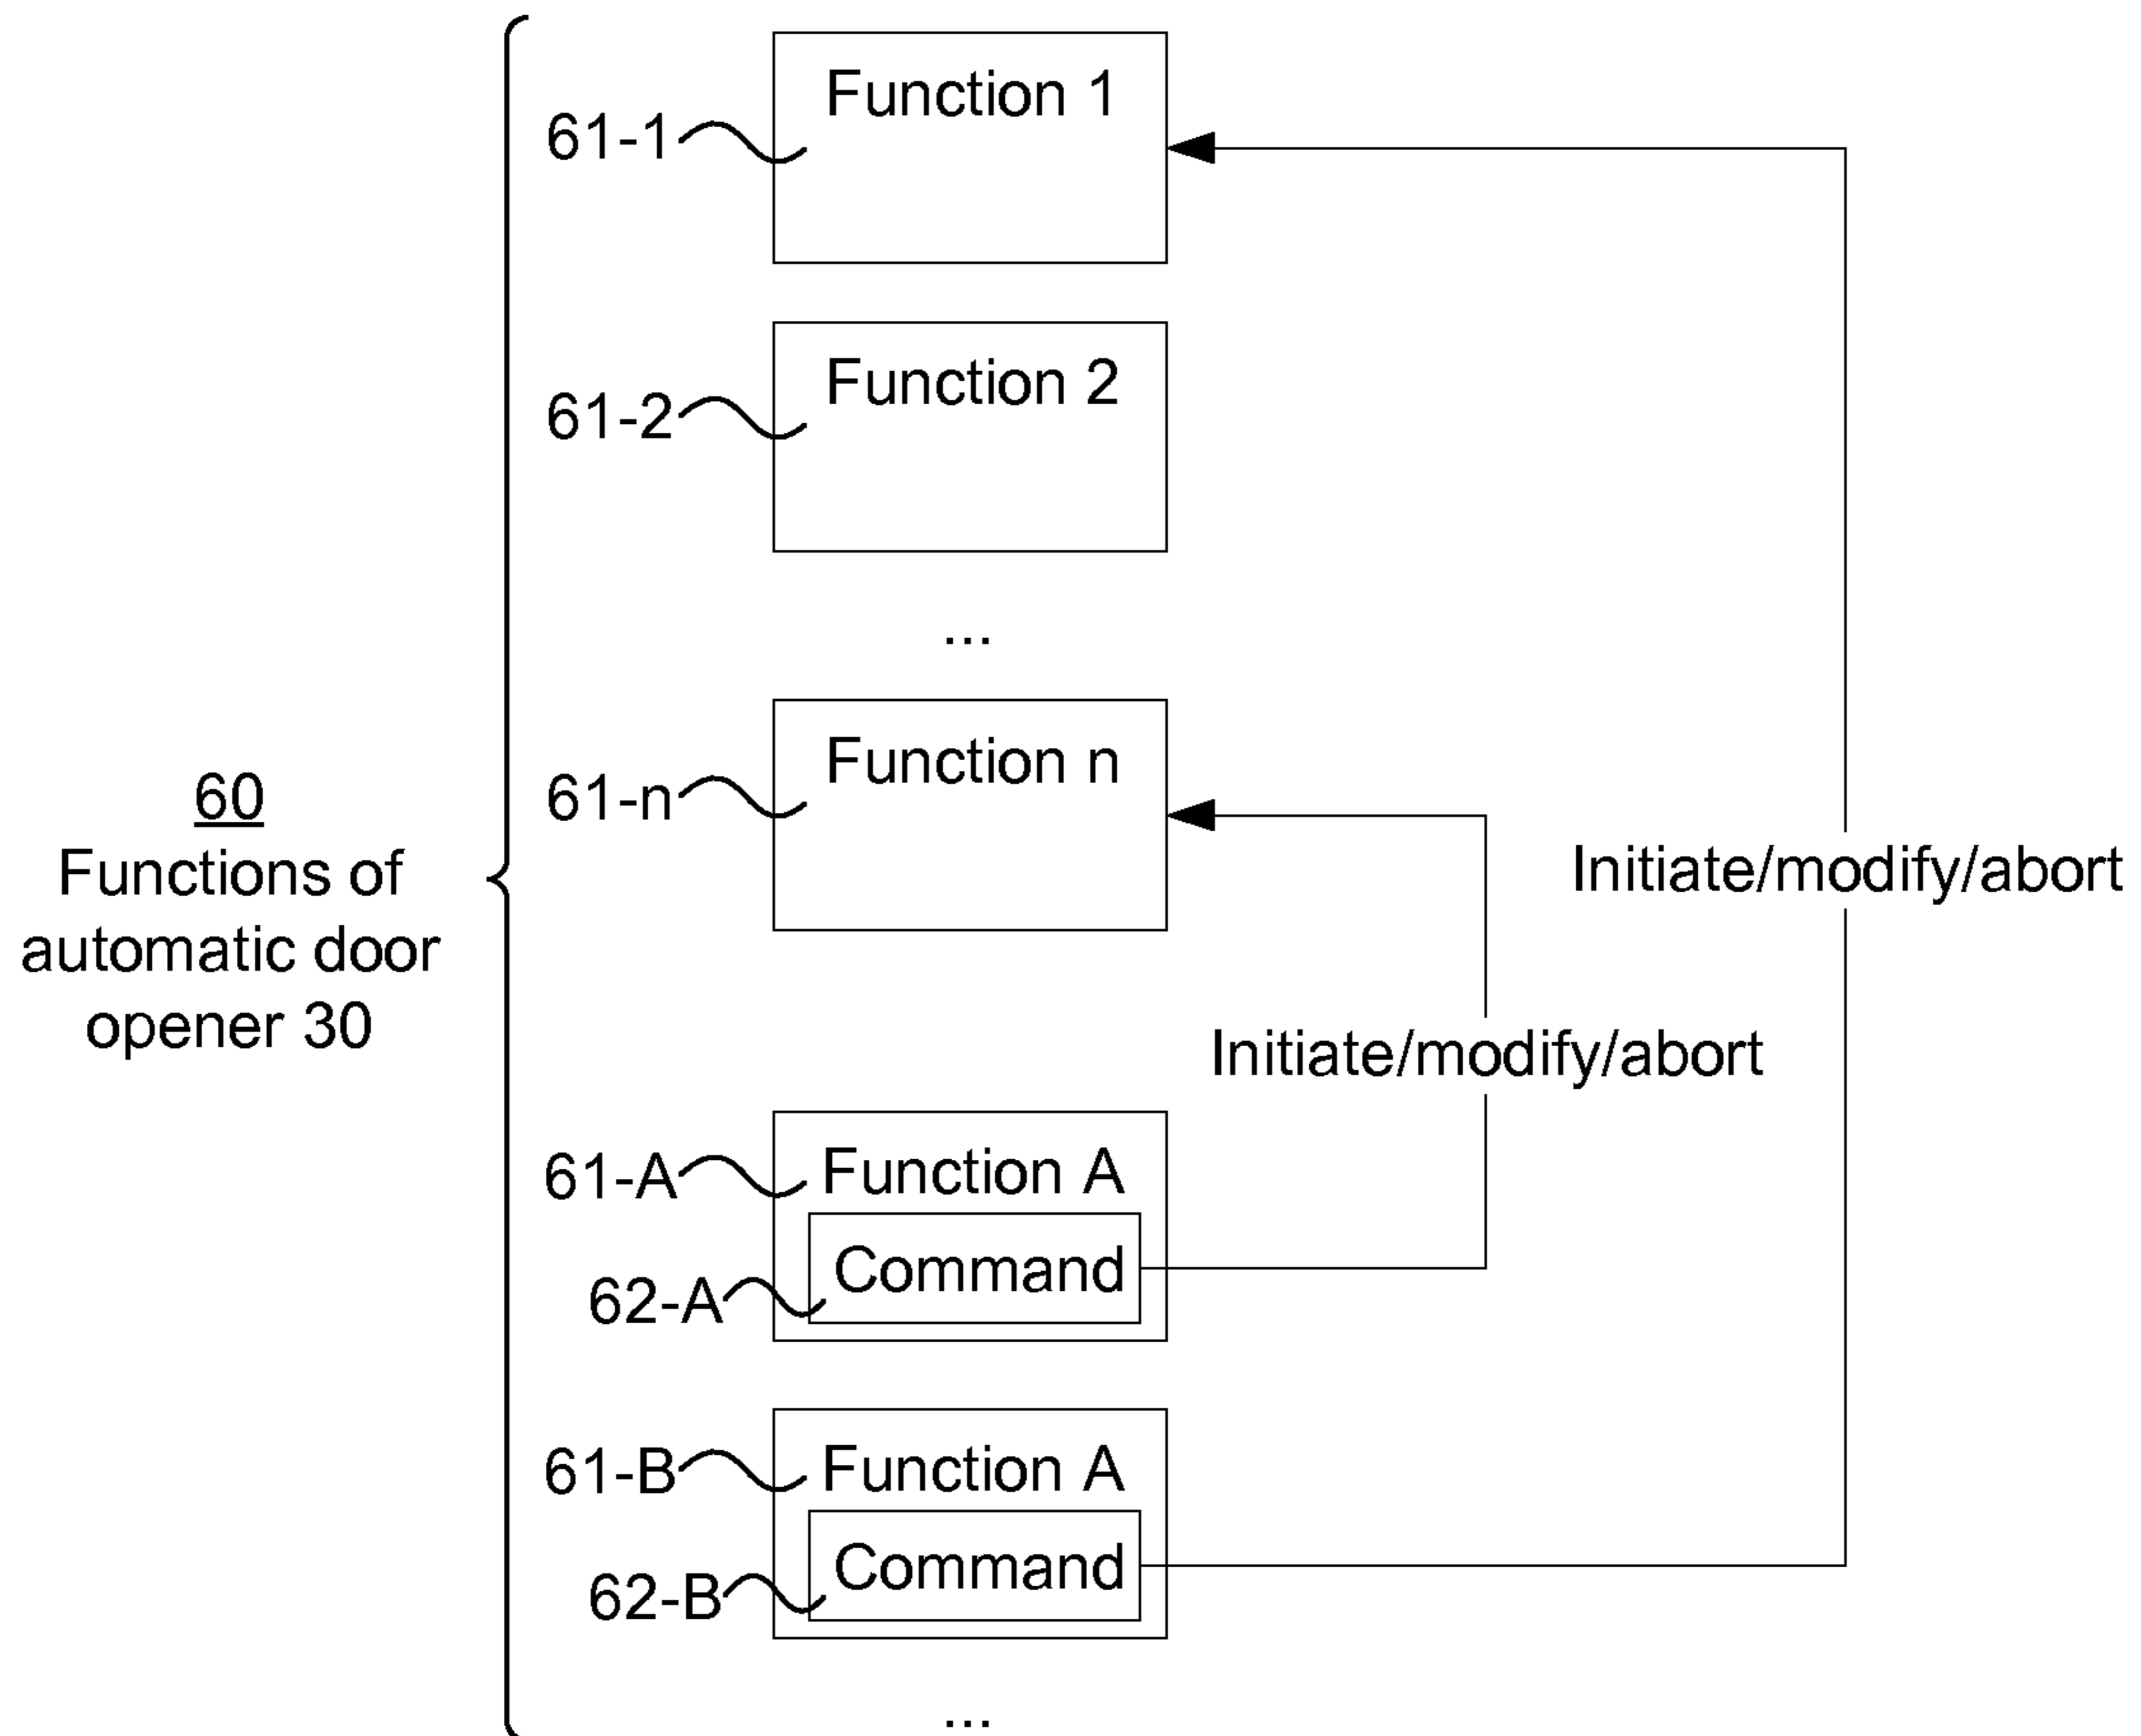 Function 1
61-1
Function 2
61-2
...
Function n
61-n
60
Functions of
automatic door
opener 30
Initiate/modify/abort
Initiate/modify/abort
61-A
Function A
Command
62-A
61-B
Function A
Command
62-B
...